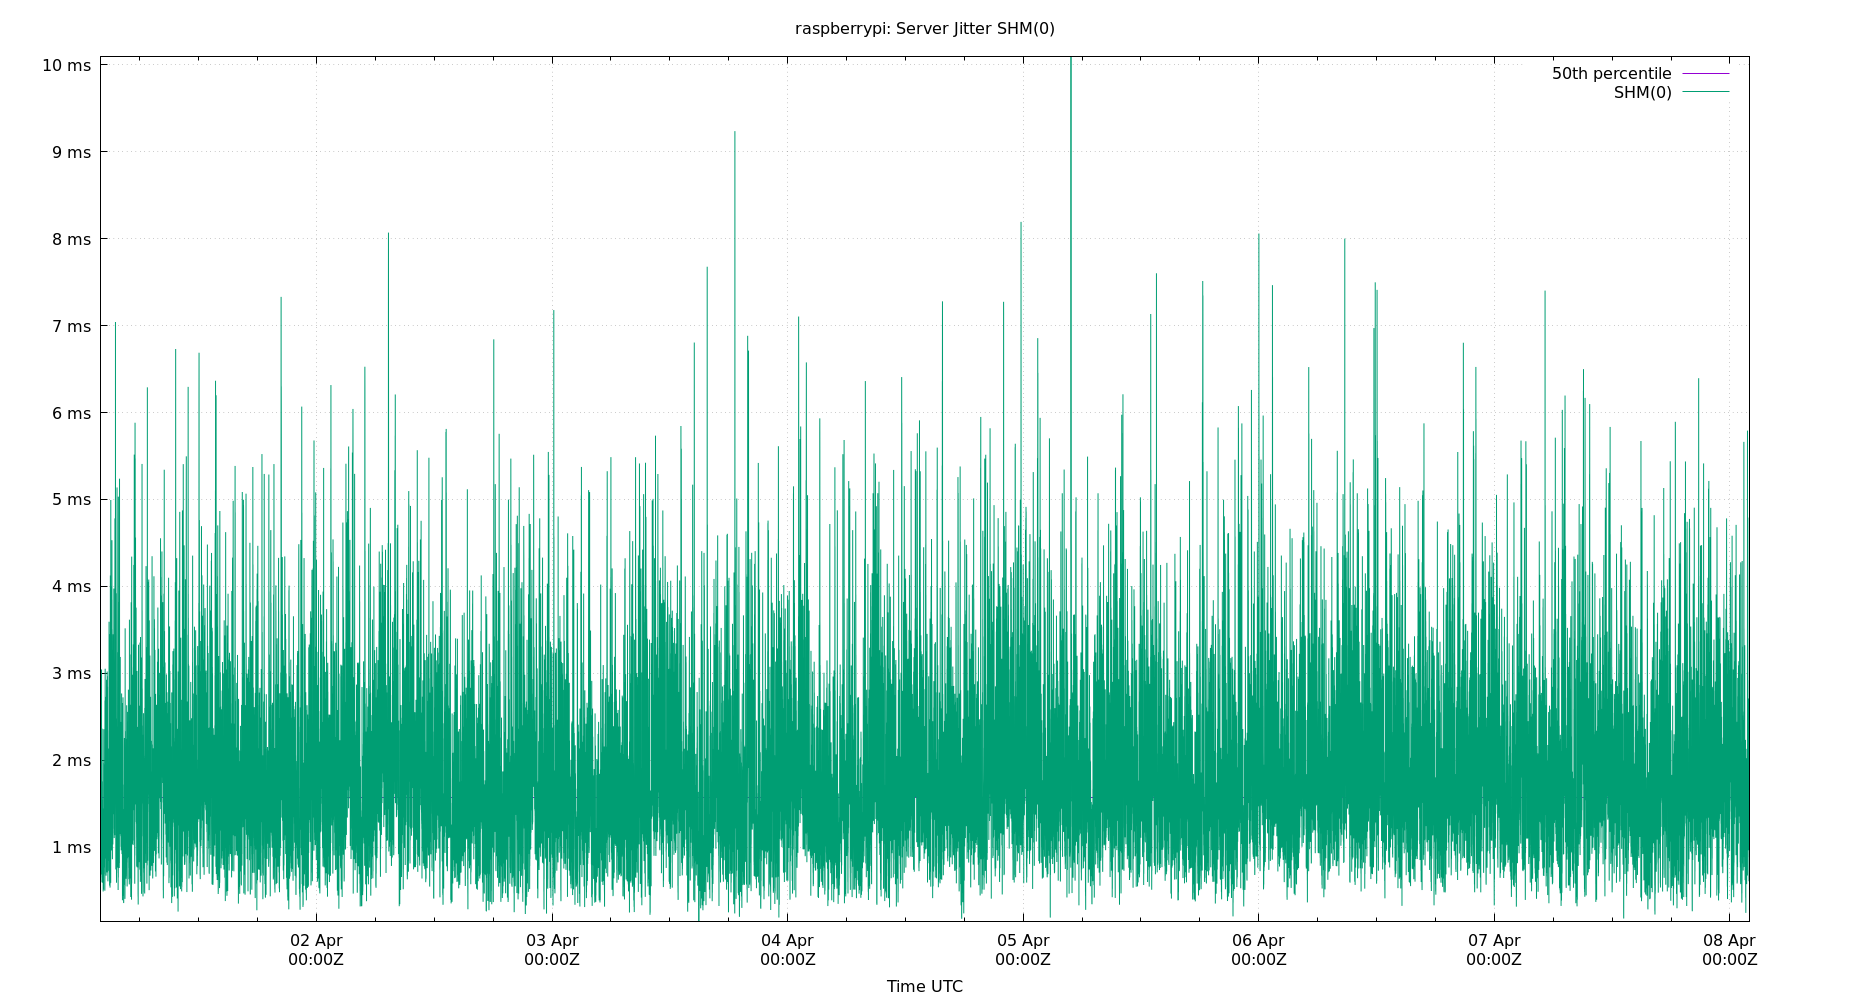 raspberrypi: Server Jitter SHM(0)
50th percentile
SHM(0)
10 ms
9 ms
8 ms
7 ms
6 ms
5 ms
4 ms
3 ms
2 ms
1 ms
02 Apr 03 Apr 04 Apr 05 Apr 06 Apr 07 Apr 08 Apr
00:00Z 00:00Z 00:00Z 00:00Z 00:00Z 00:00Z 00:00Z
Time UTC